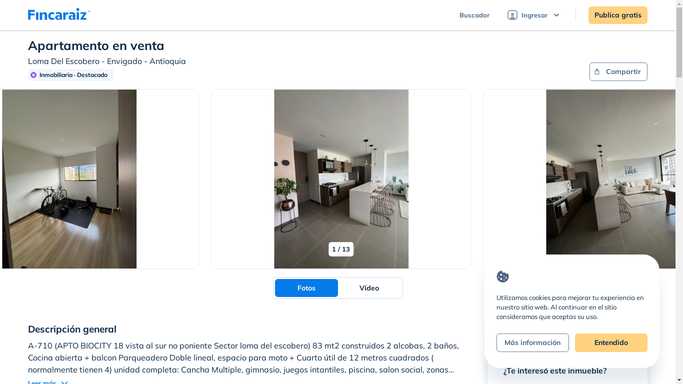 Fincaraiz
Buscador
Ingresar
Publica gratis
Apartamento en venta
Loma Del Escobero - Envigado - Antioquia
Inmobiliaria · Destacado
Compartir
1 / 13
Fotos
Video
Utilizamos cookies para mejorar tu experiencia en
nuestro sitio web. Al continuar en el sitio
consideramos que aceptas su uso.
Más información
Entendido
Descripción general
A-710 (APTO BIOCITY 18 vista al sur no poniente Sector loma del escobero) 83 mt2 construidos 2 alcobas, 2 baños,
Cocina abierta + balcon Parqueadero Doble lineal, espacio para moto + Cuarto útil de 12 metros cuadrados (
normalmente tienen 4) unidad completa: Cancha Multiple, gimnasio, juegos infantiles, piscina, salon social, zonas...
Leer más
¿Te interesó este inmueble?